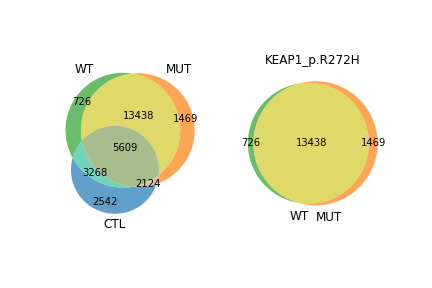 WT
MUT
726
13438
1469
5609
3268
2124
2542
CTL
KEAP1_p.R272H
726
13438
1469
WT
MUT